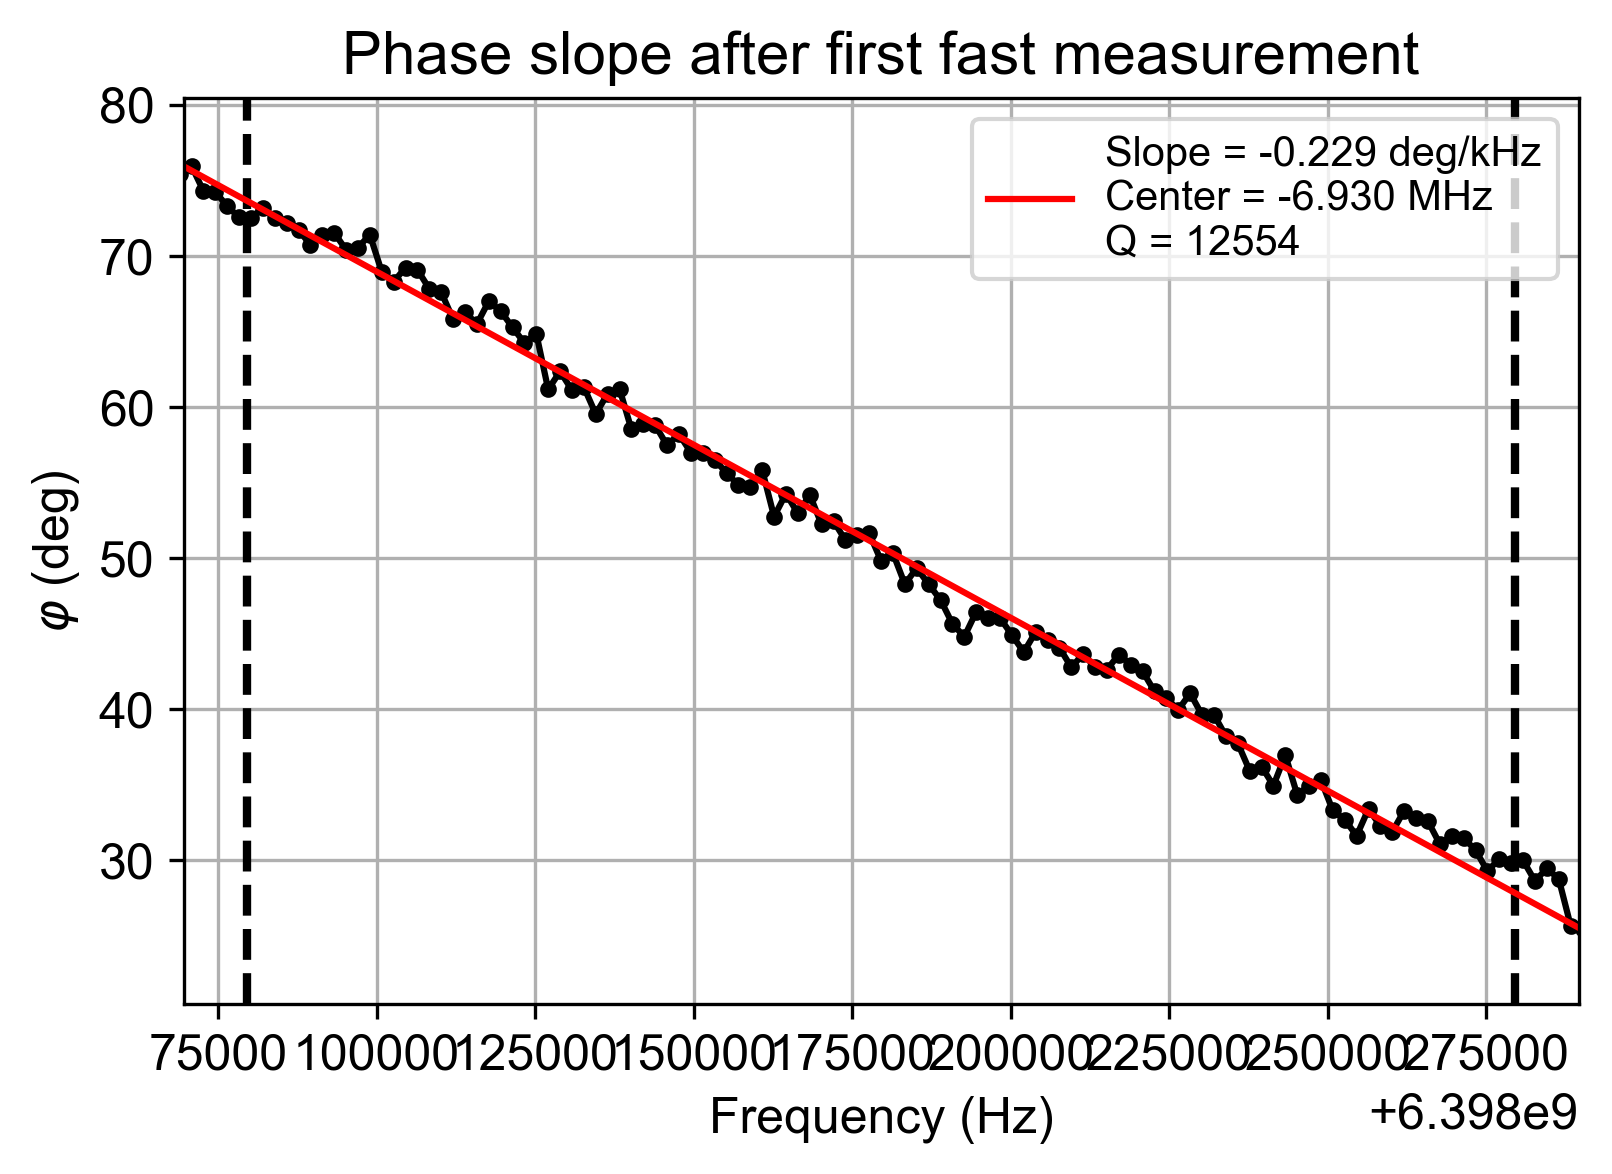 Phase slope after first fast measurement
80
70
60
50
40
30
φ (deg)
Slope = -0.229 deg/kHz
Center = -6.930 MHz
Q = 12554
75000 100000 125000 150000 175000 200000 225000 250000 275000
Frequency (Hz)
+6.398e9